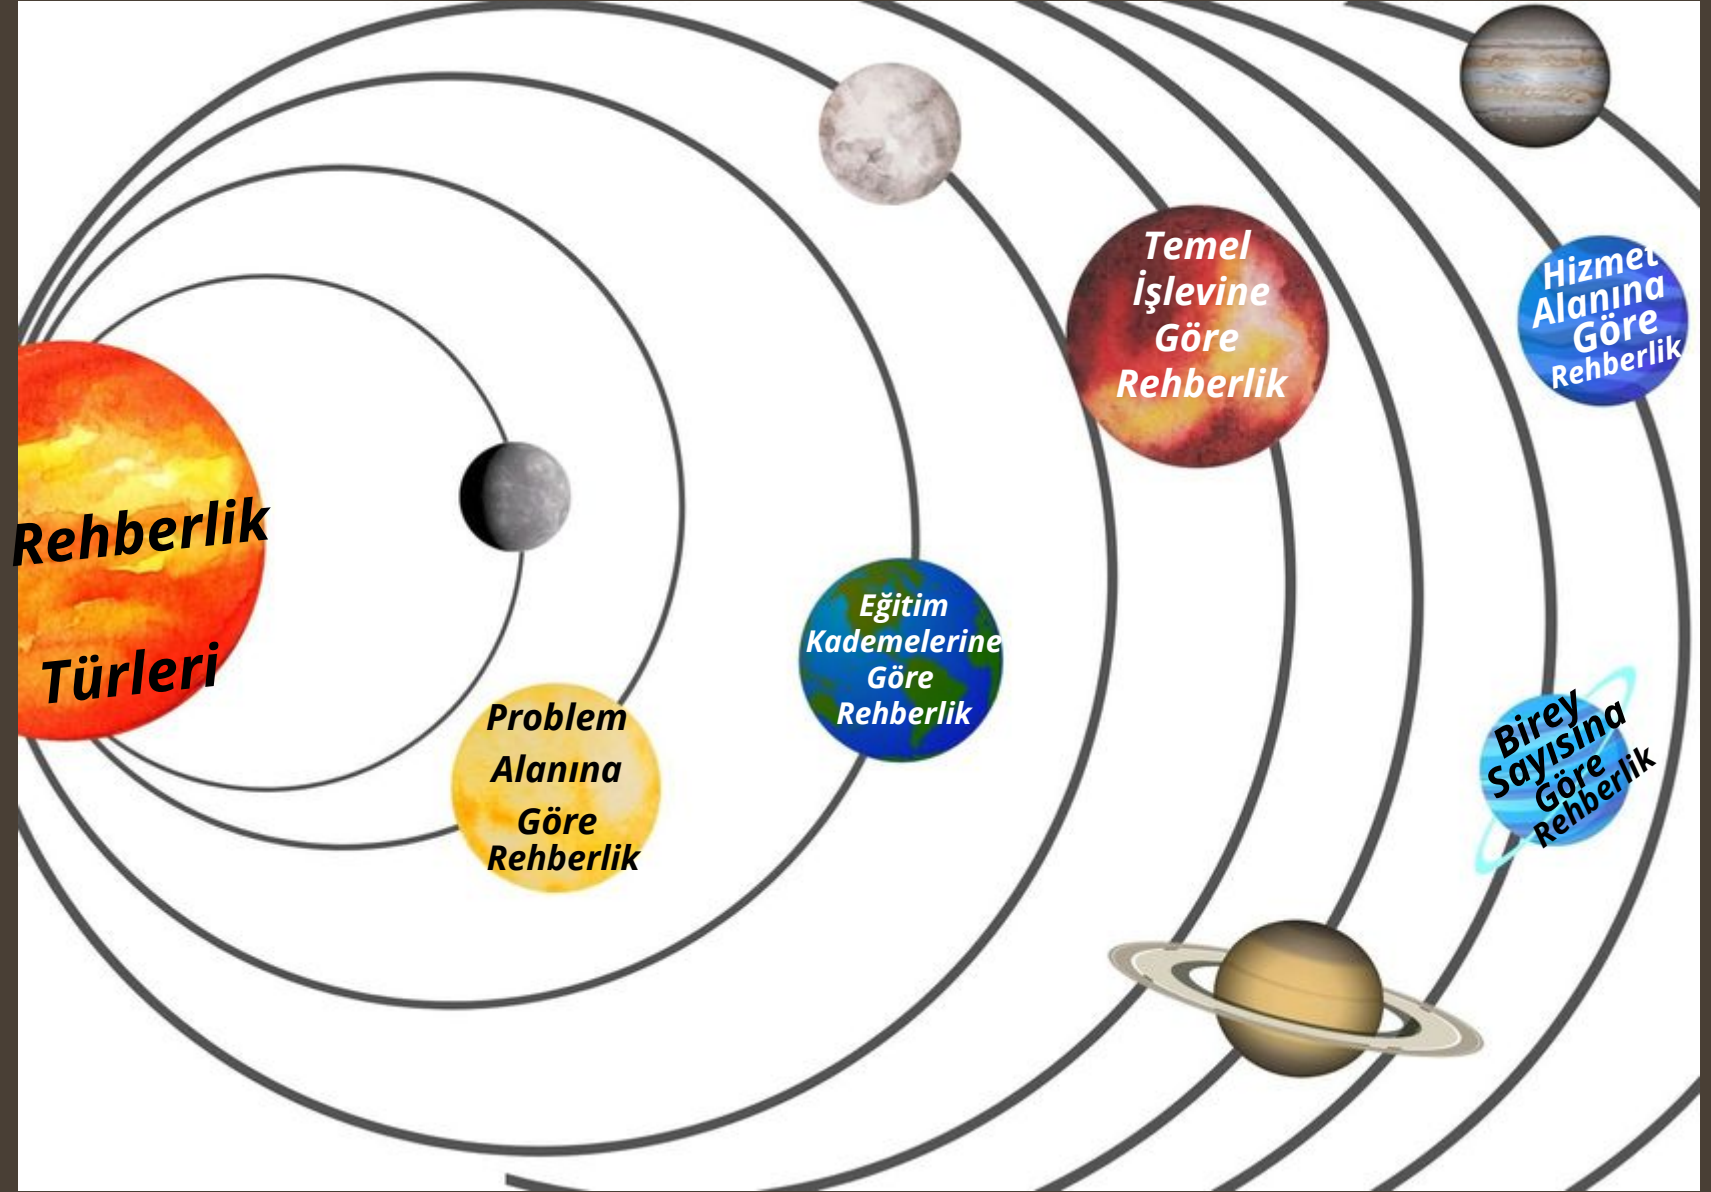 Rehberlik
Türleri
Problem
Alanına
Göre
Rehberlik
Eğitim
Kademelerine
Göre
Rehberlik
Temel
İşlevine
Göre
Rehberlik
Hizmet
Alanına
Göre
Rehberlik
Birey
Sayısına
Göre
Rehberlik